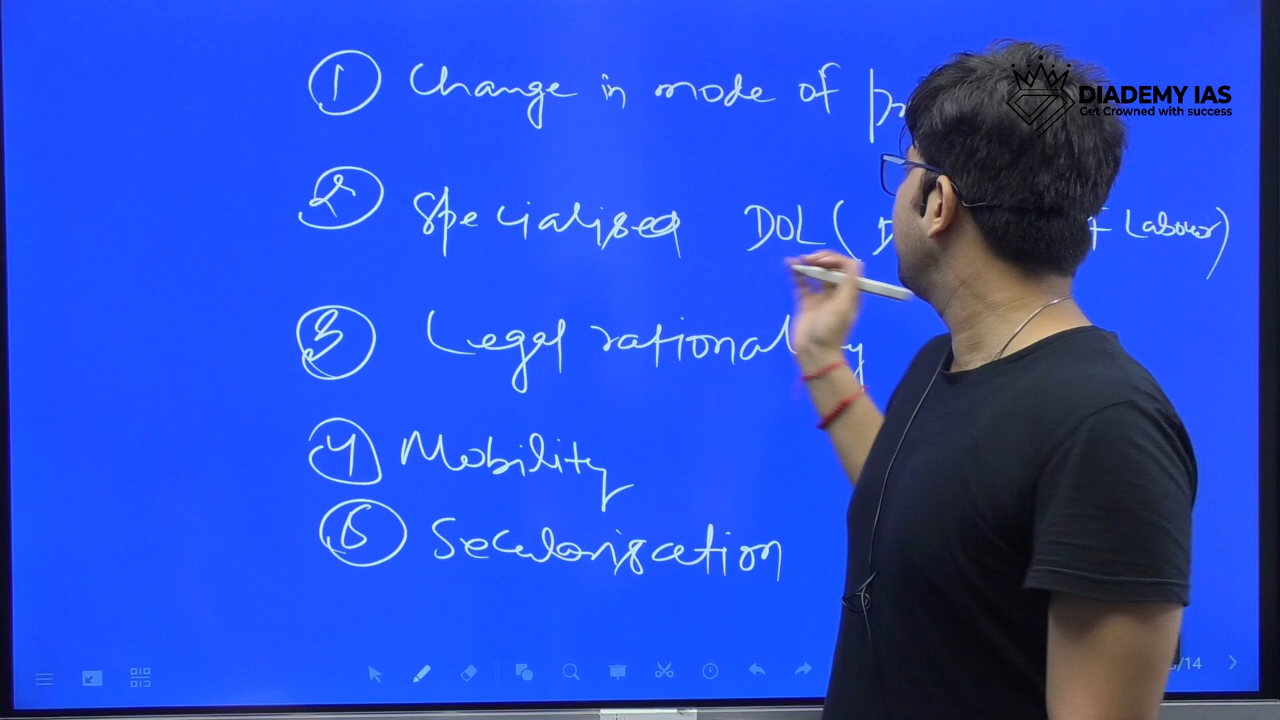 ① Change in mode of
DIADEMY IAS
Get Crowned with success
② Specialised DOL ( Labour)
③ Legal rationality
④ Mobility
⑤ Secularisation
/14